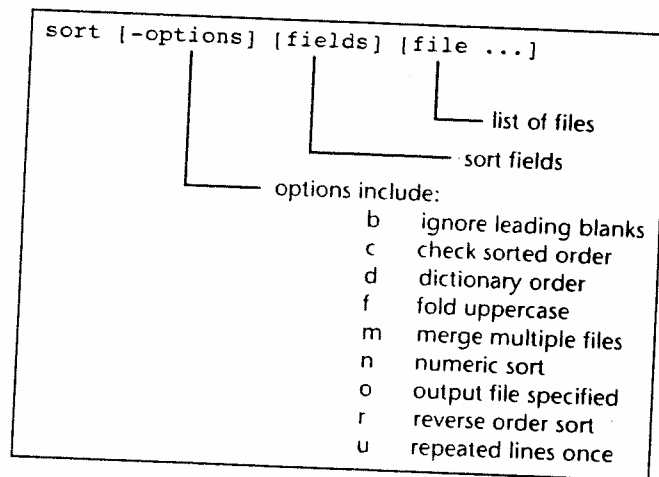 sort [-options] [fields] [file ...]
list of files
sort fields
options include:
b ignore leading blanks
c check sorted order
d dictionary order
f fold uppercase
m merge multiple files
n numeric sort
o output file specified
r reverse order sort
u repeated lines once